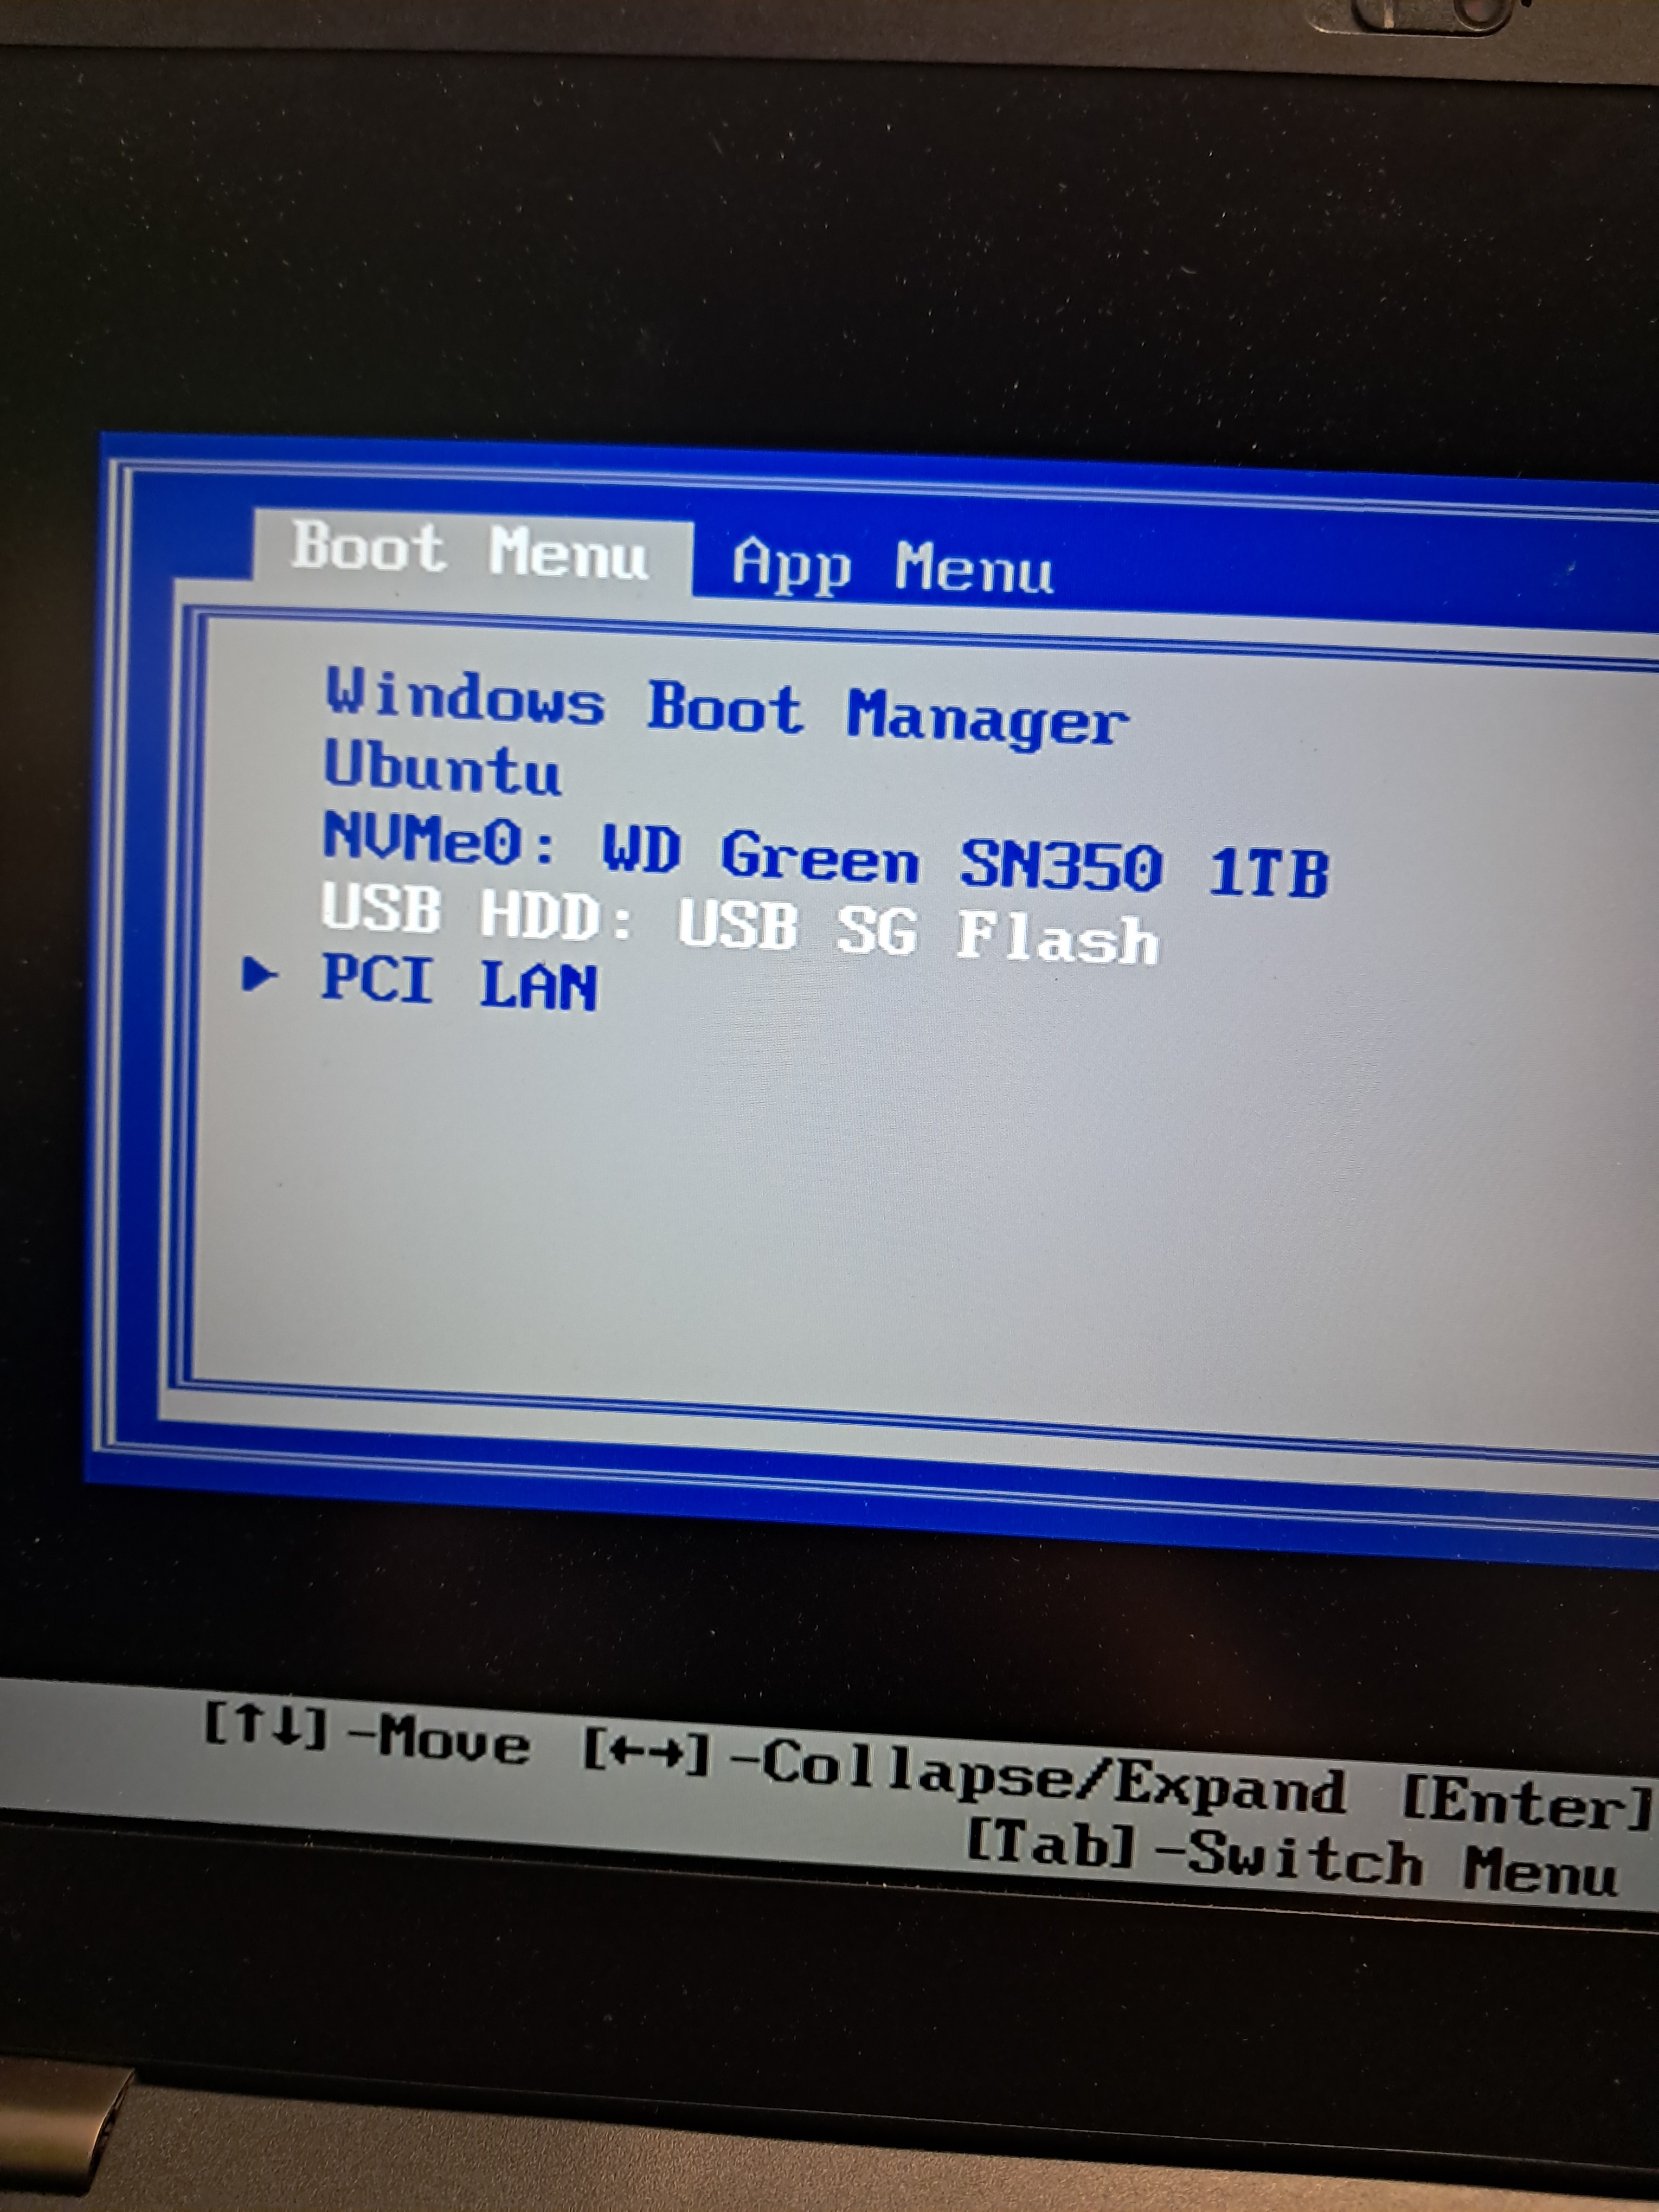 Boot Menu App Menu
Windows Boot Manager
Ubuntu
NVMe0: WD Green SN350 1TB
USB HDD: USB SG Flash
► PCI LAN
[↑↓]-Move [←→]-Collapse/Expand [Enter]
[Tab]-Switch Menu